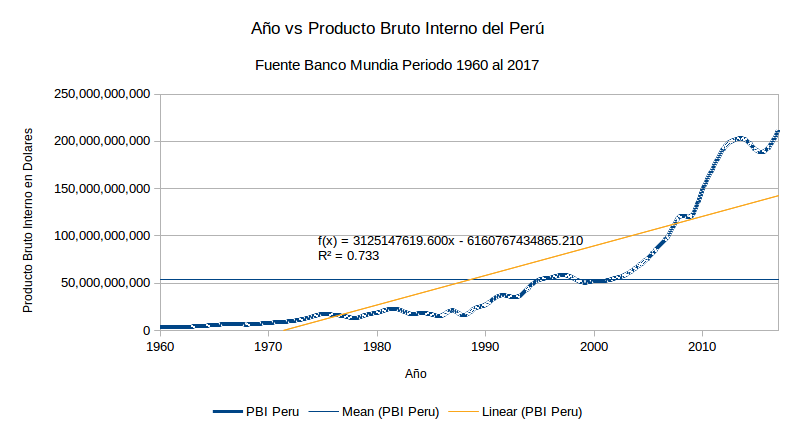 Año vs Producto Bruto Interno del Perú
Fuente Banco Mundia Periodo 1960 al 2017
Producto Bruto Interno en Dolares
250,000,000,000
200,000,000,000
150,000,000,000
100,000,000,000
50,000,000,000
0
f(x) = 3125147619.600x - 6160767434865.210
R² = 0.733
1960 1970 1980 1990 2000 2010
Año
PBI Peru Mean (PBI Peru) Linear (PBI Peru)